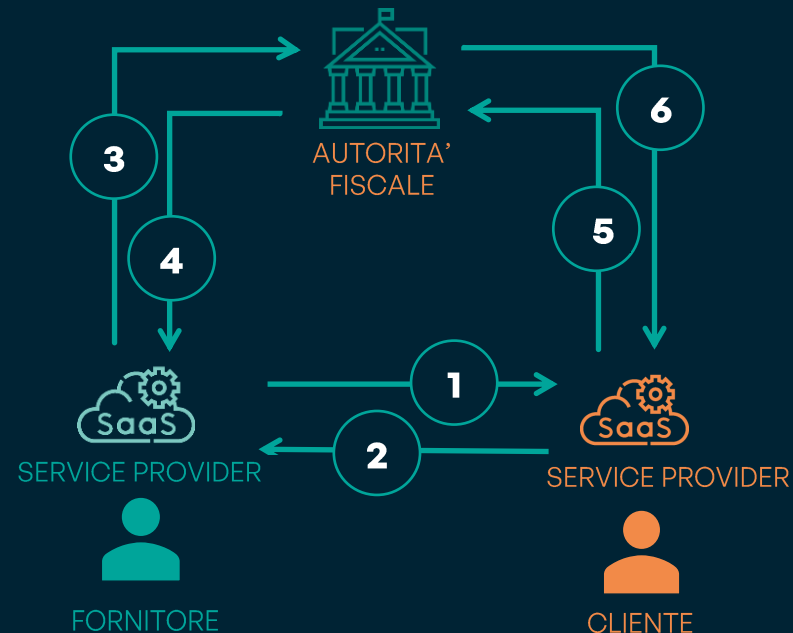 AUTORITA'
FISCALE
6
3
5
4
1
2
SaaS
SERVICE PROVIDER
FORNITORE
SaaS
SERVICE PROVIDER
CLIENTE